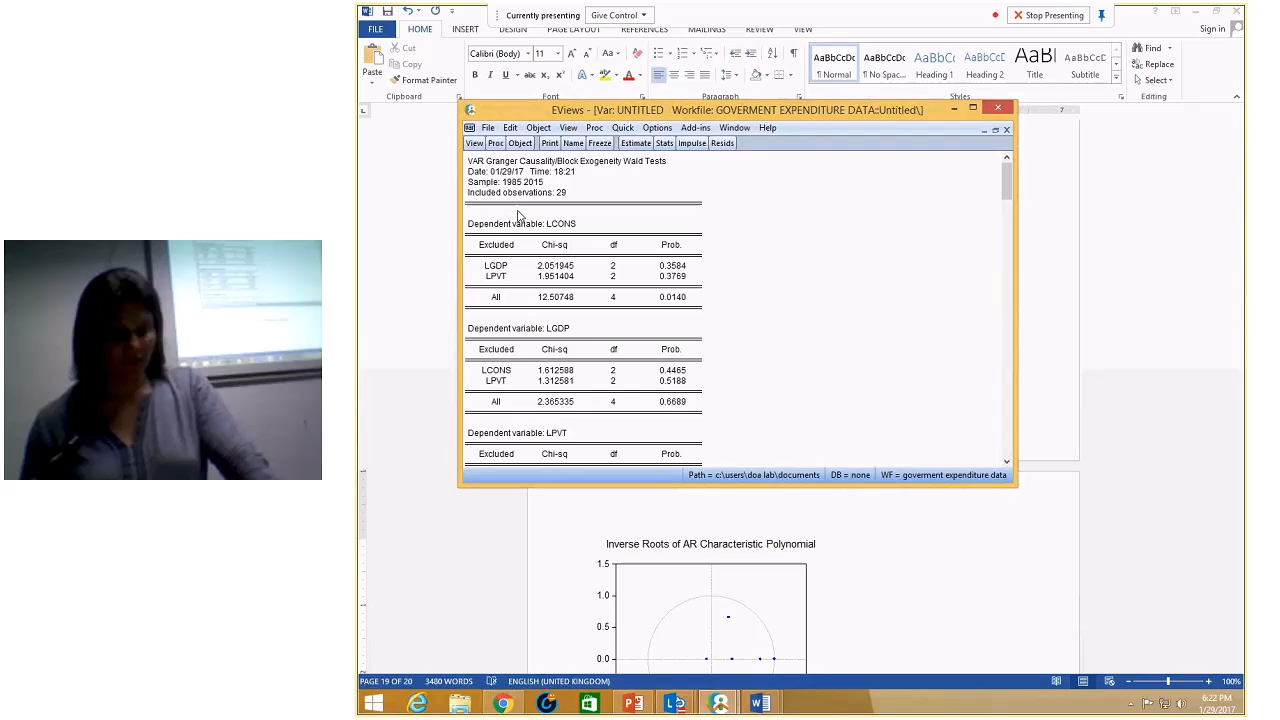 Currently presenting Give Control Stop Presenting
FILE HOME INSERT DESIGN PAGE LAYOUT REFERENCES MAILINGS REVIEW VIEW Sign in
Paste Cut Copy Format Painter
Calibri (Body) 11
AaBbCcDc AaBbCcDc AaBbCc AaBbCcD AaB AaBbCcD
¶ Normal ¶ No Spac... Heading 1 Heading 2 Title Subtitle
Find Replace Select
Clipboard Font Paragraph Styles Editing
EViews - [Var: UNTITLED Workfile: GOVERMENT EXPENDITURE DATA::Untitled\]
File Edit Object View Proc Quick Options Add-ins Window Help
View Proc Object Print Name Freeze Estimate Stats Impulse Resids
VAR Granger Causality/Block Exogeneity Wald Tests
Date: 01/29/17 Time: 18:21
Sample: 1985 2015
Included observations: 29
Dependent variable: LCONS
Excluded Chi-sq df Prob.
LGDP 2.051945 2 0.3584
LPVT 1.951404 2 0.3769
All 12.50748 4 0.0140
Dependent variable: LGDP
Excluded Chi-sq df Prob.
LCONS 1.612588 2 0.4465
LPVT 1.312581 2 0.5188
All 2.365335 4 0.6689
Dependent variable: LPVT
Excluded Chi-sq df Prob.
Path = c:\users\doa lab\documents DB = none WF = goverment expenditure data
Inverse Roots of AR Characteristic Polynomial
1.5
1.0
0.5
0.0
PAGE 19 OF 20 3480 WORDS ENGLISH (UNITED KINGDOM) 100%
6:22 PM
1/29/2017